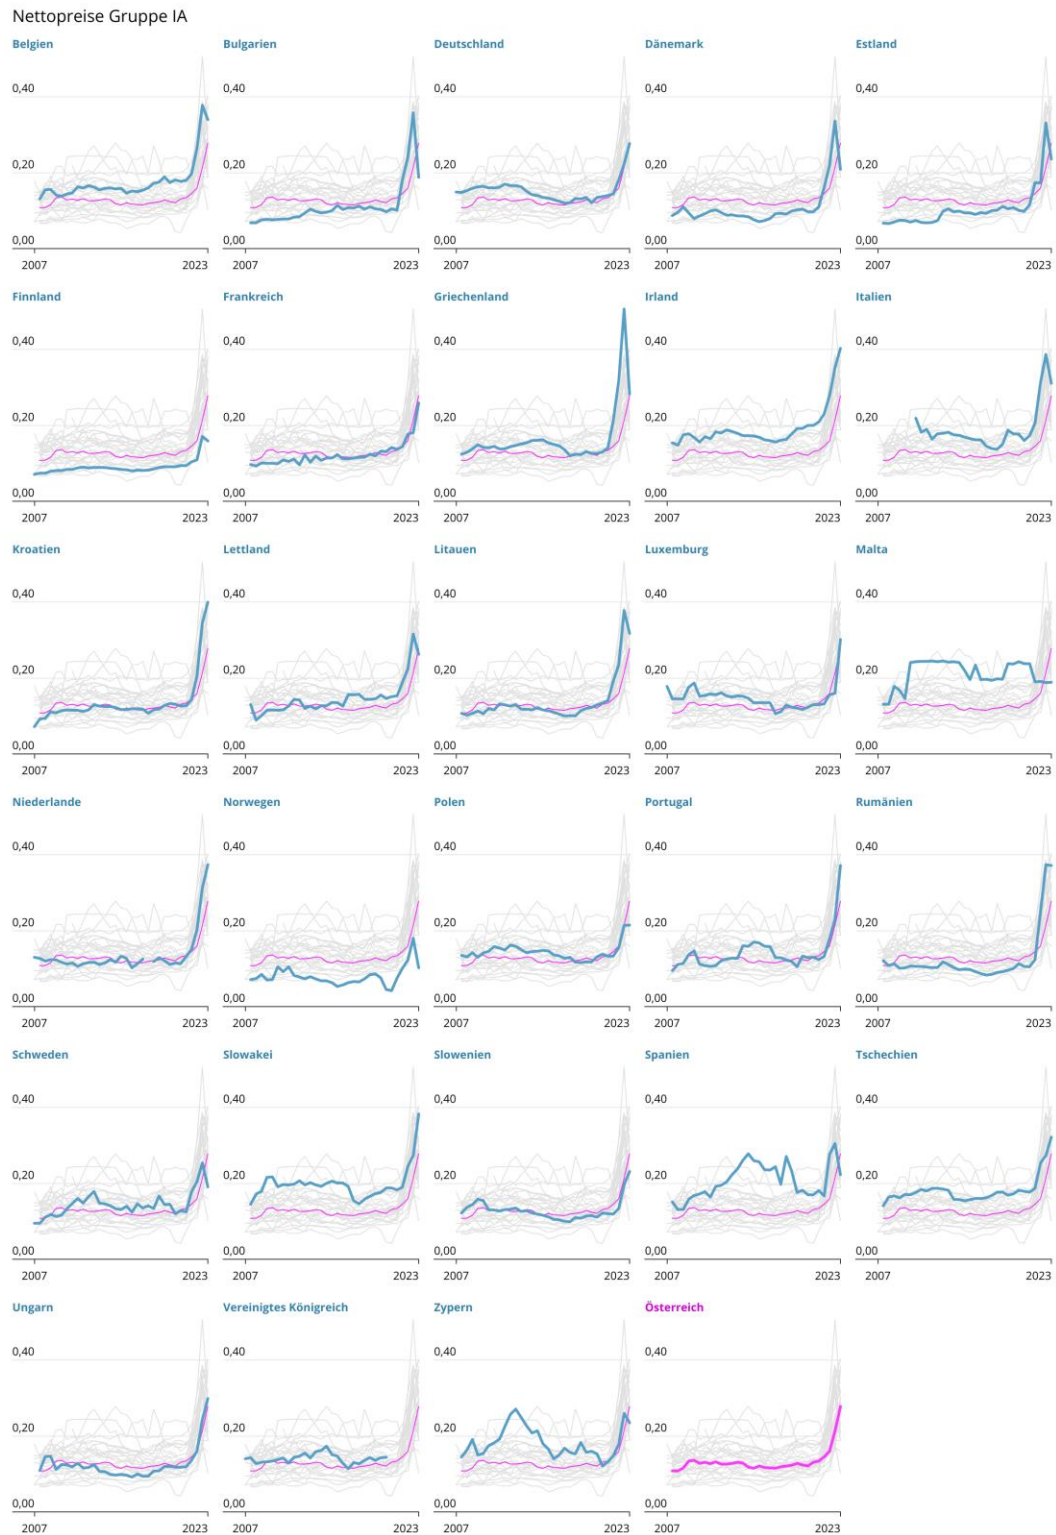 Nettopreise Gruppe IA
Belgien Bulgarien Deutschland Dänemark Estland
0,40 0,40 0,40 0,40 0,40
0,20 0,20 0,20 0,20 0,20
0,00 0,00 0,00 0,00 0,00
2007 2023 2007 2023 2007 2023 2007 2023 2007 2023
Finnland Frankreich Griechenland Irland Italien
0,40 0,40 0,40 0,40 0,40
0,20 0,20 0,20 0,20 0,20
0,00 0,00 0,00 0,00 0,00
2007 2023 2007 2023 2007 2023 2007 2023 2007 2023
Kroatien Lettland Litauen Luxemburg Malta
0,40 0,40 0,40 0,40 0,40
0,20 0,20 0,20 0,20 0,20
0,00 0,00 0,00 0,00 0,00
2007 2023 2007 2023 2007 2023 2007 2023 2007 2023
Niederlande Norwegen Polen Portugal Rumänien
0,40 0,40 0,40 0,40 0,40
0,20 0,20 0,20 0,20 0,20
0,00 0,00 0,00 0,00 0,00
2007 2023 2007 2023 2007 2023 2007 2023 2007 2023
Schweden Slowakei Slowenien Spanien Tschechien
0,40 0,40 0,40 0,40 0,40
0,20 0,20 0,20 0,20 0,20
0,00 0,00 0,00 0,00 0,00
2007 2023 2007 2023 2007 2023 2007 2023 2007 2023
Ungarn Vereinigtes Königreich Zypern Österreich
0,40 0,40 0,40 0,40
0,20 0,20 0,20 0,20
0,00 0,00 0,00 0,00
2007 2023 2007 2023 2007 2023 2007 2023